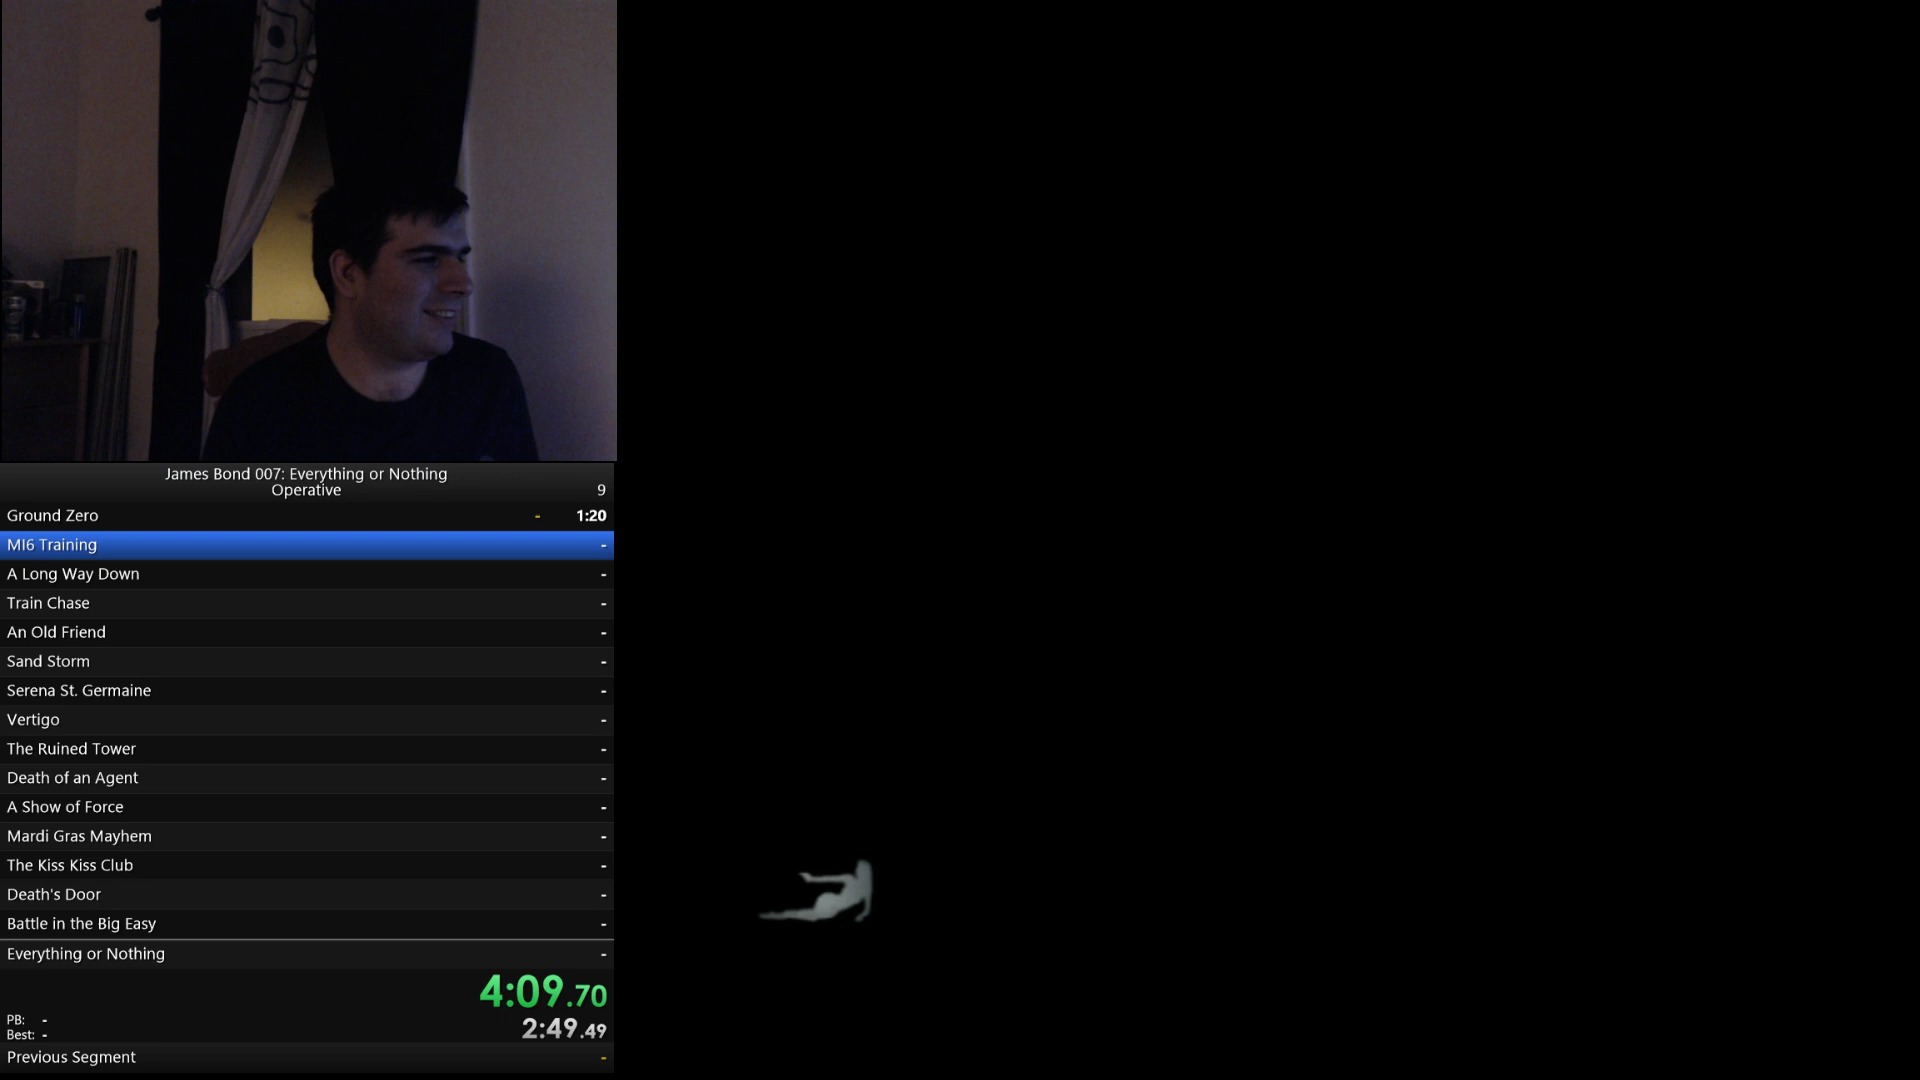 James Bond 007: Everything or Nothing
Operative 9
Ground Zero - 1:20
MI6 Training -
A Long Way Down -
Train Chase -
An Old Friend -
Sand Storm -
Serena St. Germaine -
Vertigo -
The Ruined Tower -
Death of an Agent -
A Show of Force -
Mardi Gras Mayhem -
The Kiss Kiss Club -
Death's Door -
Battle in the Big Easy -
Everything or Nothing -
4:09.70
PB: -
Best: - 2:49.49
Previous Segment -